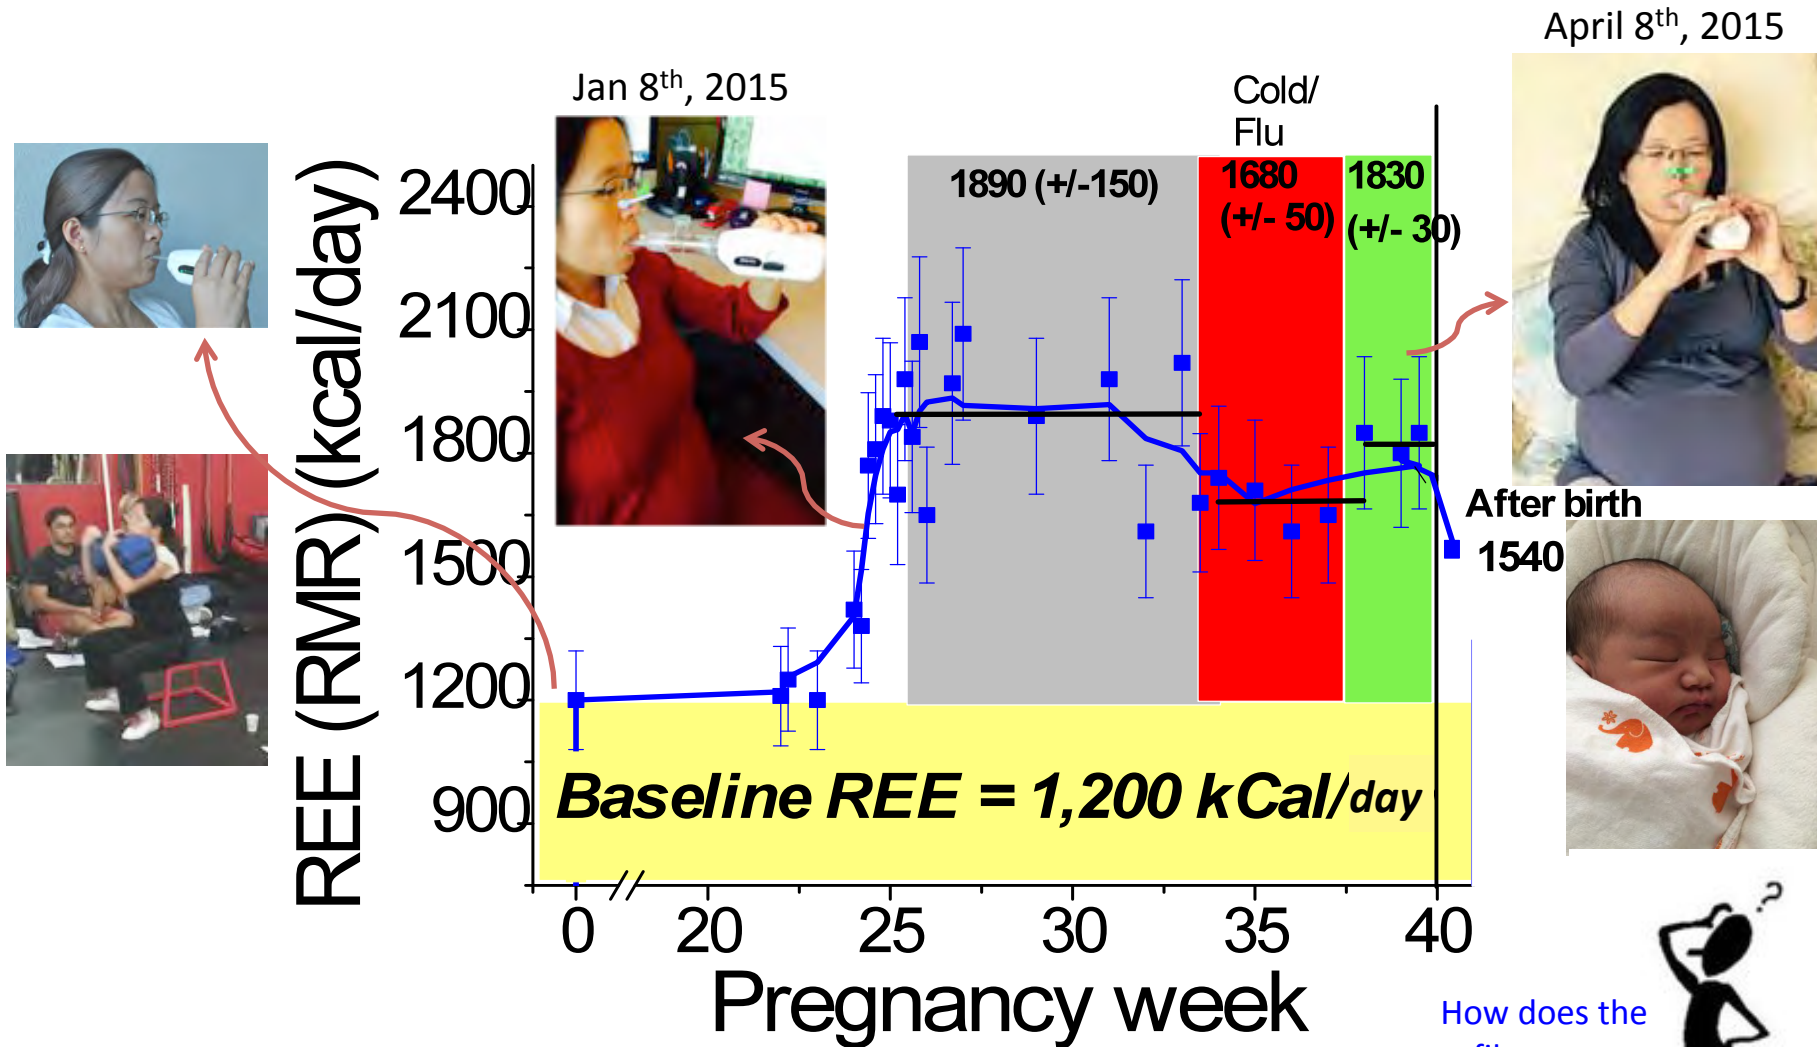 April 8th, 2015
Jan 8th, 2015
Cold/
Flu
REE (RMR) (kcal/day)
2400
2100
1800
1500
1200
900
1890 (+/-150)
1680
(+/- 50)
1830
(+/- 30)
After birth
1540
Baseline REE = 1,200 kCal/day
0
20
25
30
35
40
Pregnancy week
?
How does the